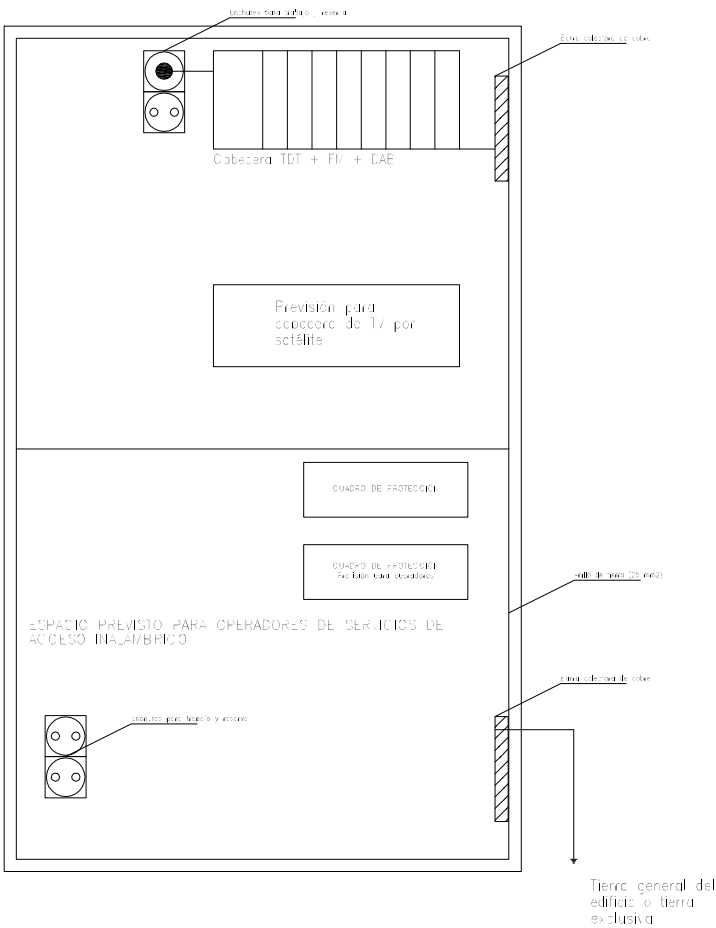 Enchufes para trabajo y reserva
Barra colectora de cobre
Cabecera TDT + FM + DAB
Previsión para
cabecera de TV por
satélite
CUADRO DE PROTECCIÓN
CUADRO DE PROTECCIÓN
Previsión para operadores
Anillo de tierra (25 mm2)
ESPACIO PREVISTO PARA OPERADORES DE SERVICIOS DE
ACCESO INALÁMBRICO
Barra colectora de cobre
Enchufes para trabajo y reserva
Tierra general del
edificio o tierra
exclusiva